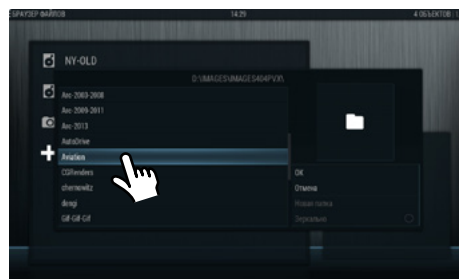 БРАУЗЕР ФАЙЛОВ 14:29 4 ОБЪЕКТОВ
NY-OLD
D:\IMAGES\IMAGES404PVX\
Arc-2003-2008
Arc-2009-2011
Arc-2013
AutoDrive
Aviation
CGRenders
chernowitz
dengi
Gif-Gif-Gif
OK
Отмена
Новая папка
Зеркально